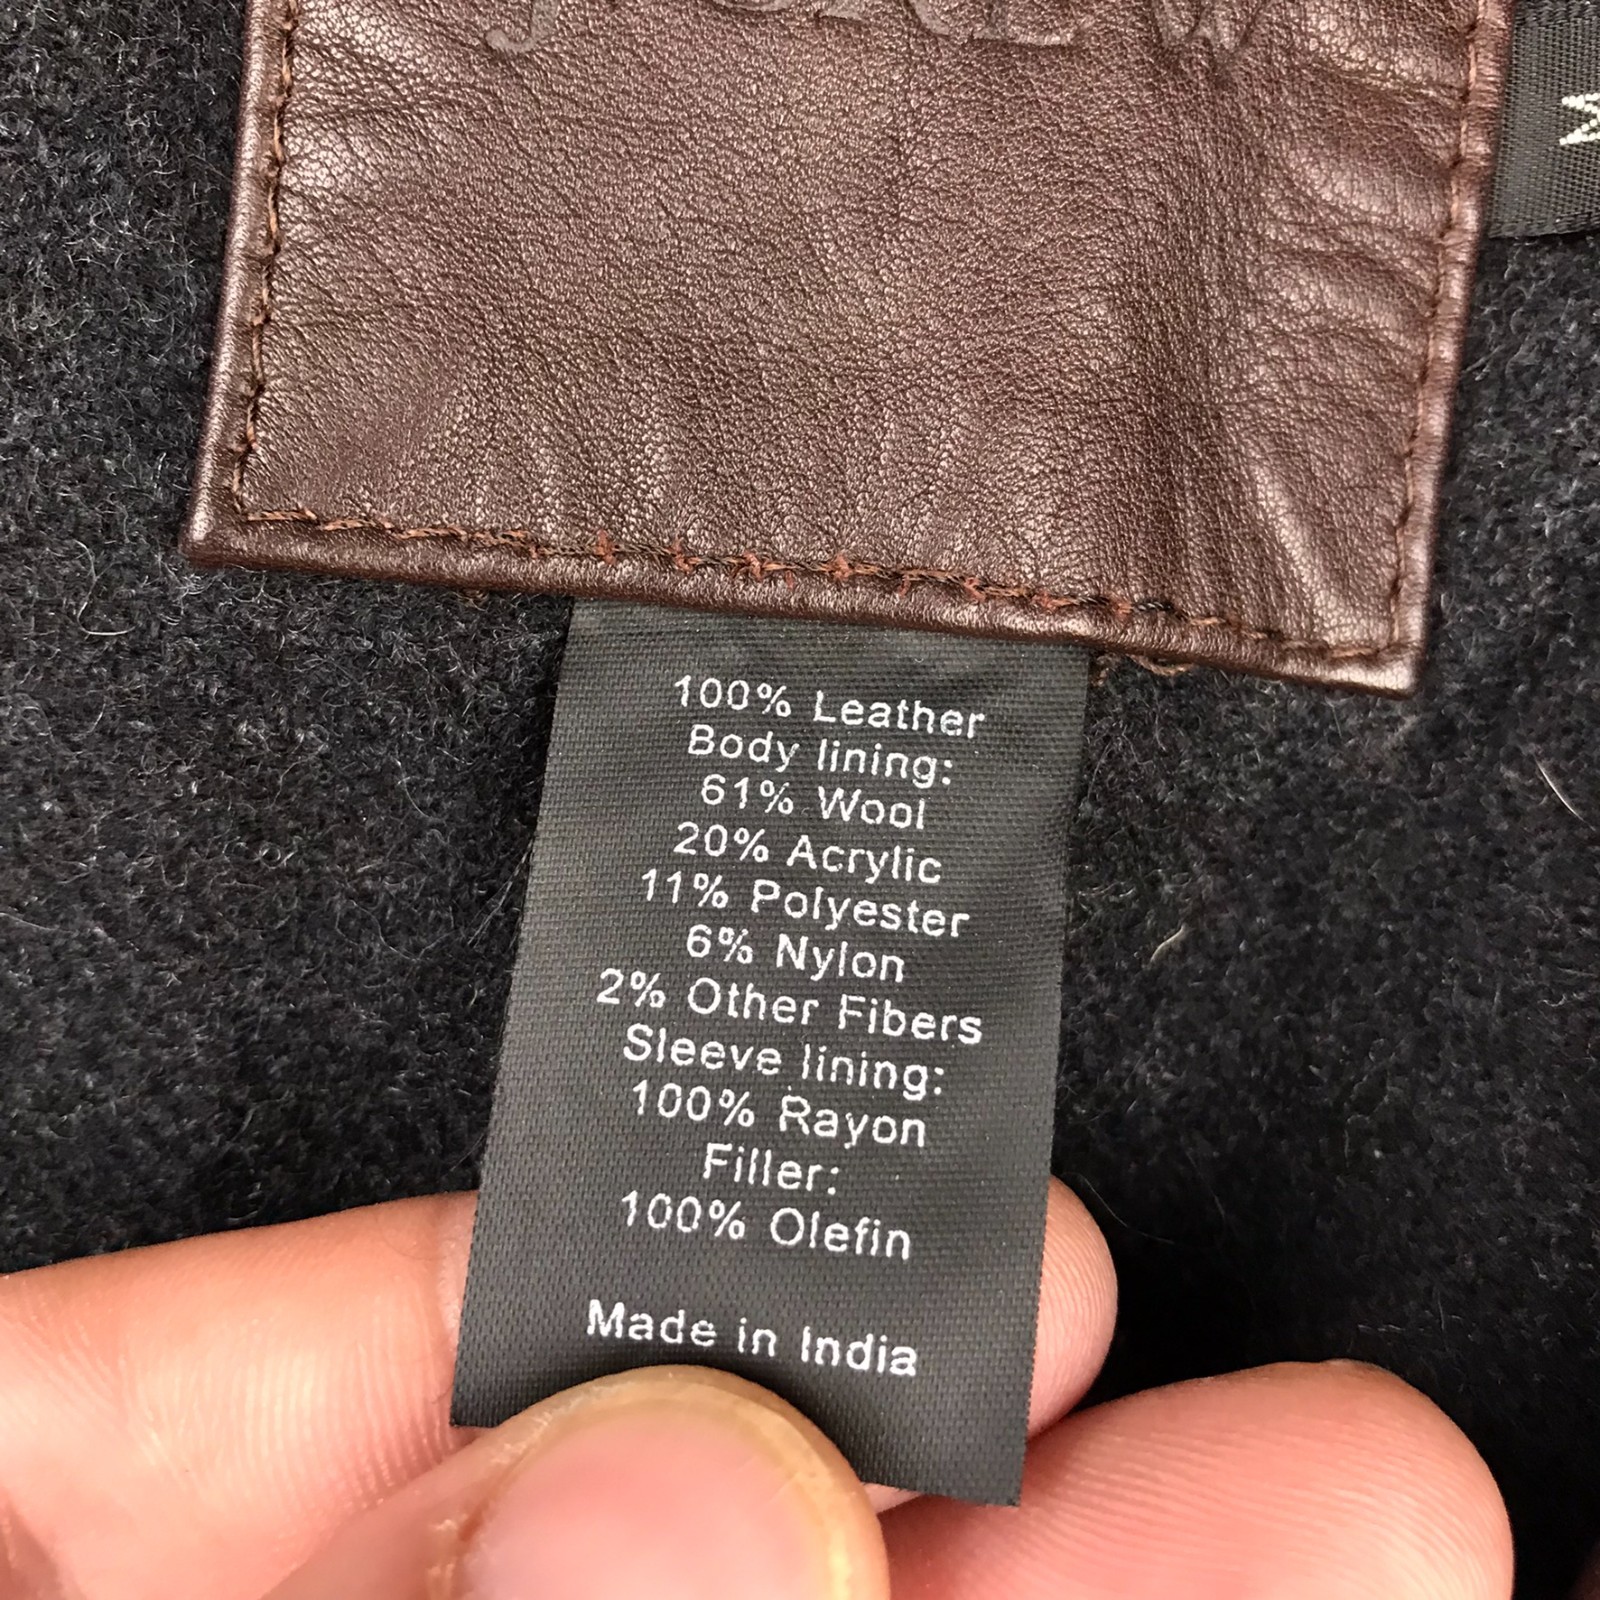 M
100% Leather
Body lining:
61% Wool
20% Acrylic
11% Polyester
6% Nylon
2% Other Fibers
Sleeve lining:
100% Rayon
Filler:
100% Olefin
Made in India